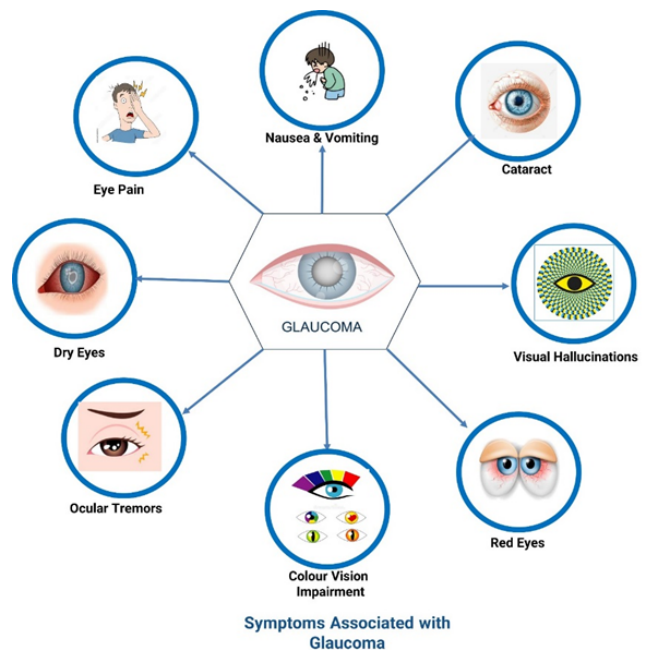 Nausea & Vomiting
Cataract
Eye Pain
GLAUCOMA
Dry Eyes
Visual Hallucinations
Ocular Tremors
Red Eyes
Colour Vision
Impairment
Symptoms Associated with
Glaucoma